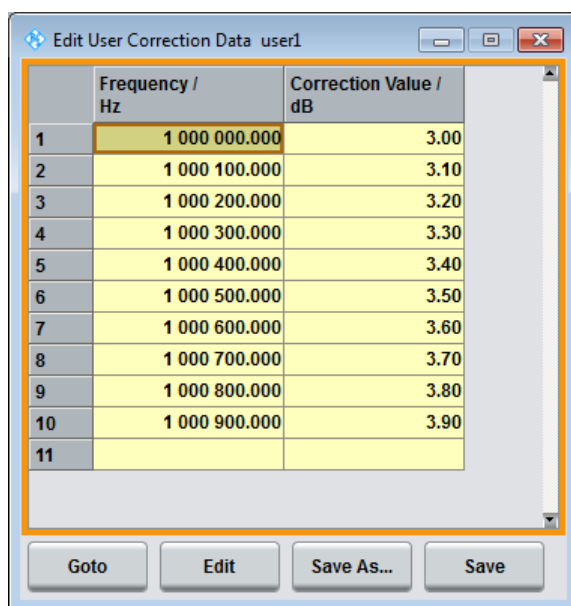 Edit User Correction Data user1
Frequency / Correction Value /
Hz dB
1 1 000 000.000 3.00
2 1 000 100.000 3.10
3 1 000 200.000 3.20
4 1 000 300.000 3.30
5 1 000 400.000 3.40
6 1 000 500.000 3.50
7 1 000 600.000 3.60
8 1 000 700.000 3.70
9 1 000 800.000 3.80
10 1 000 900.000 3.90
11
Goto Edit Save As... Save